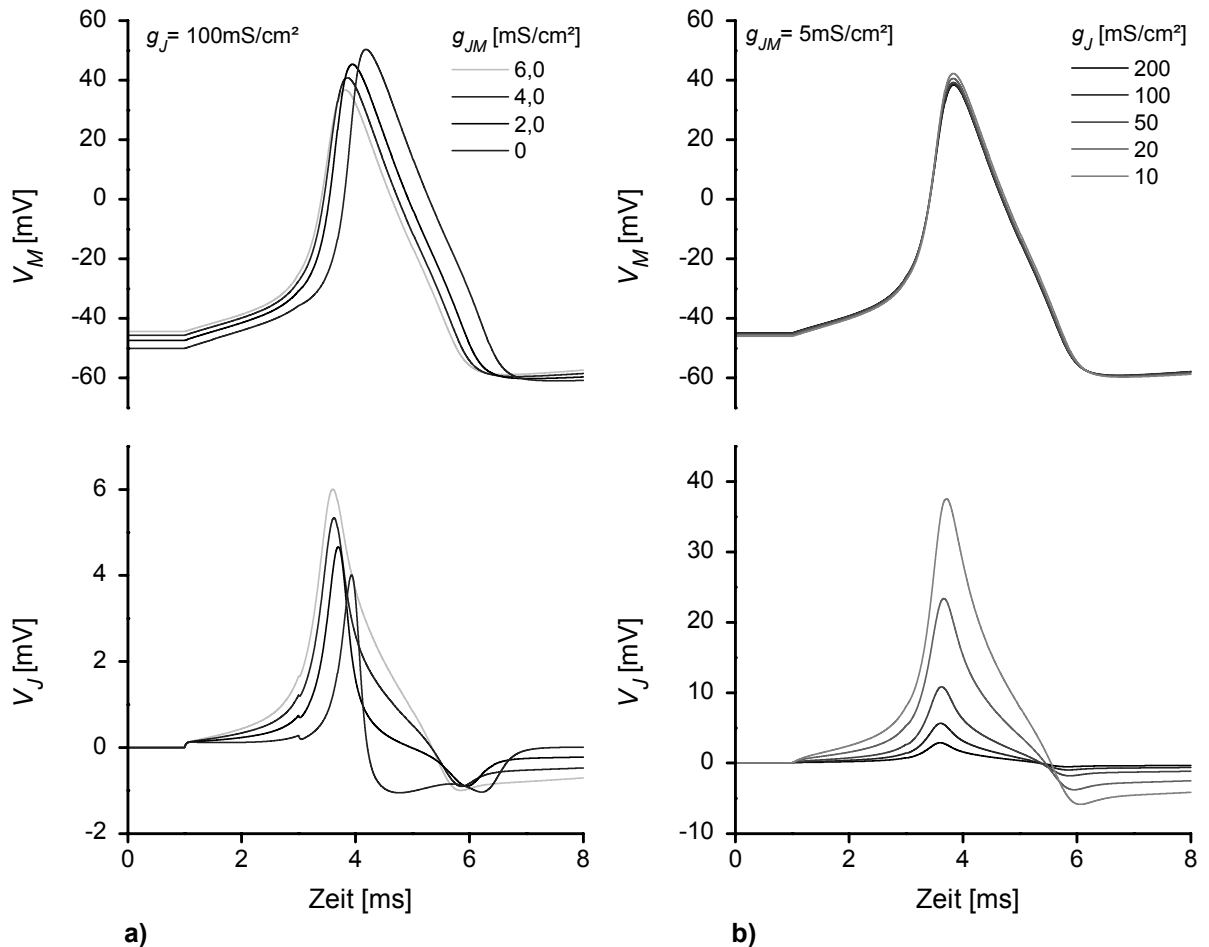 g_J= 100mS/cm²
g_JM [mS/cm²]
6,0
4,0
2,0
0
60
40
20
0
-20
-40
-60
V_M [mV]
g_JM= 5mS/cm²]
g_J [mS/cm²]
200
100
50
20
10
60
40
20
0
-20
-40
-60
V_M [mV]
6
4
2
0
-2
V_J [mV]
0 2 4 6 8
Zeit [ms]
a)
40
30
20
10
0
-10
V_J [mV]
0 2 4 6 8
Zeit [ms]
b)